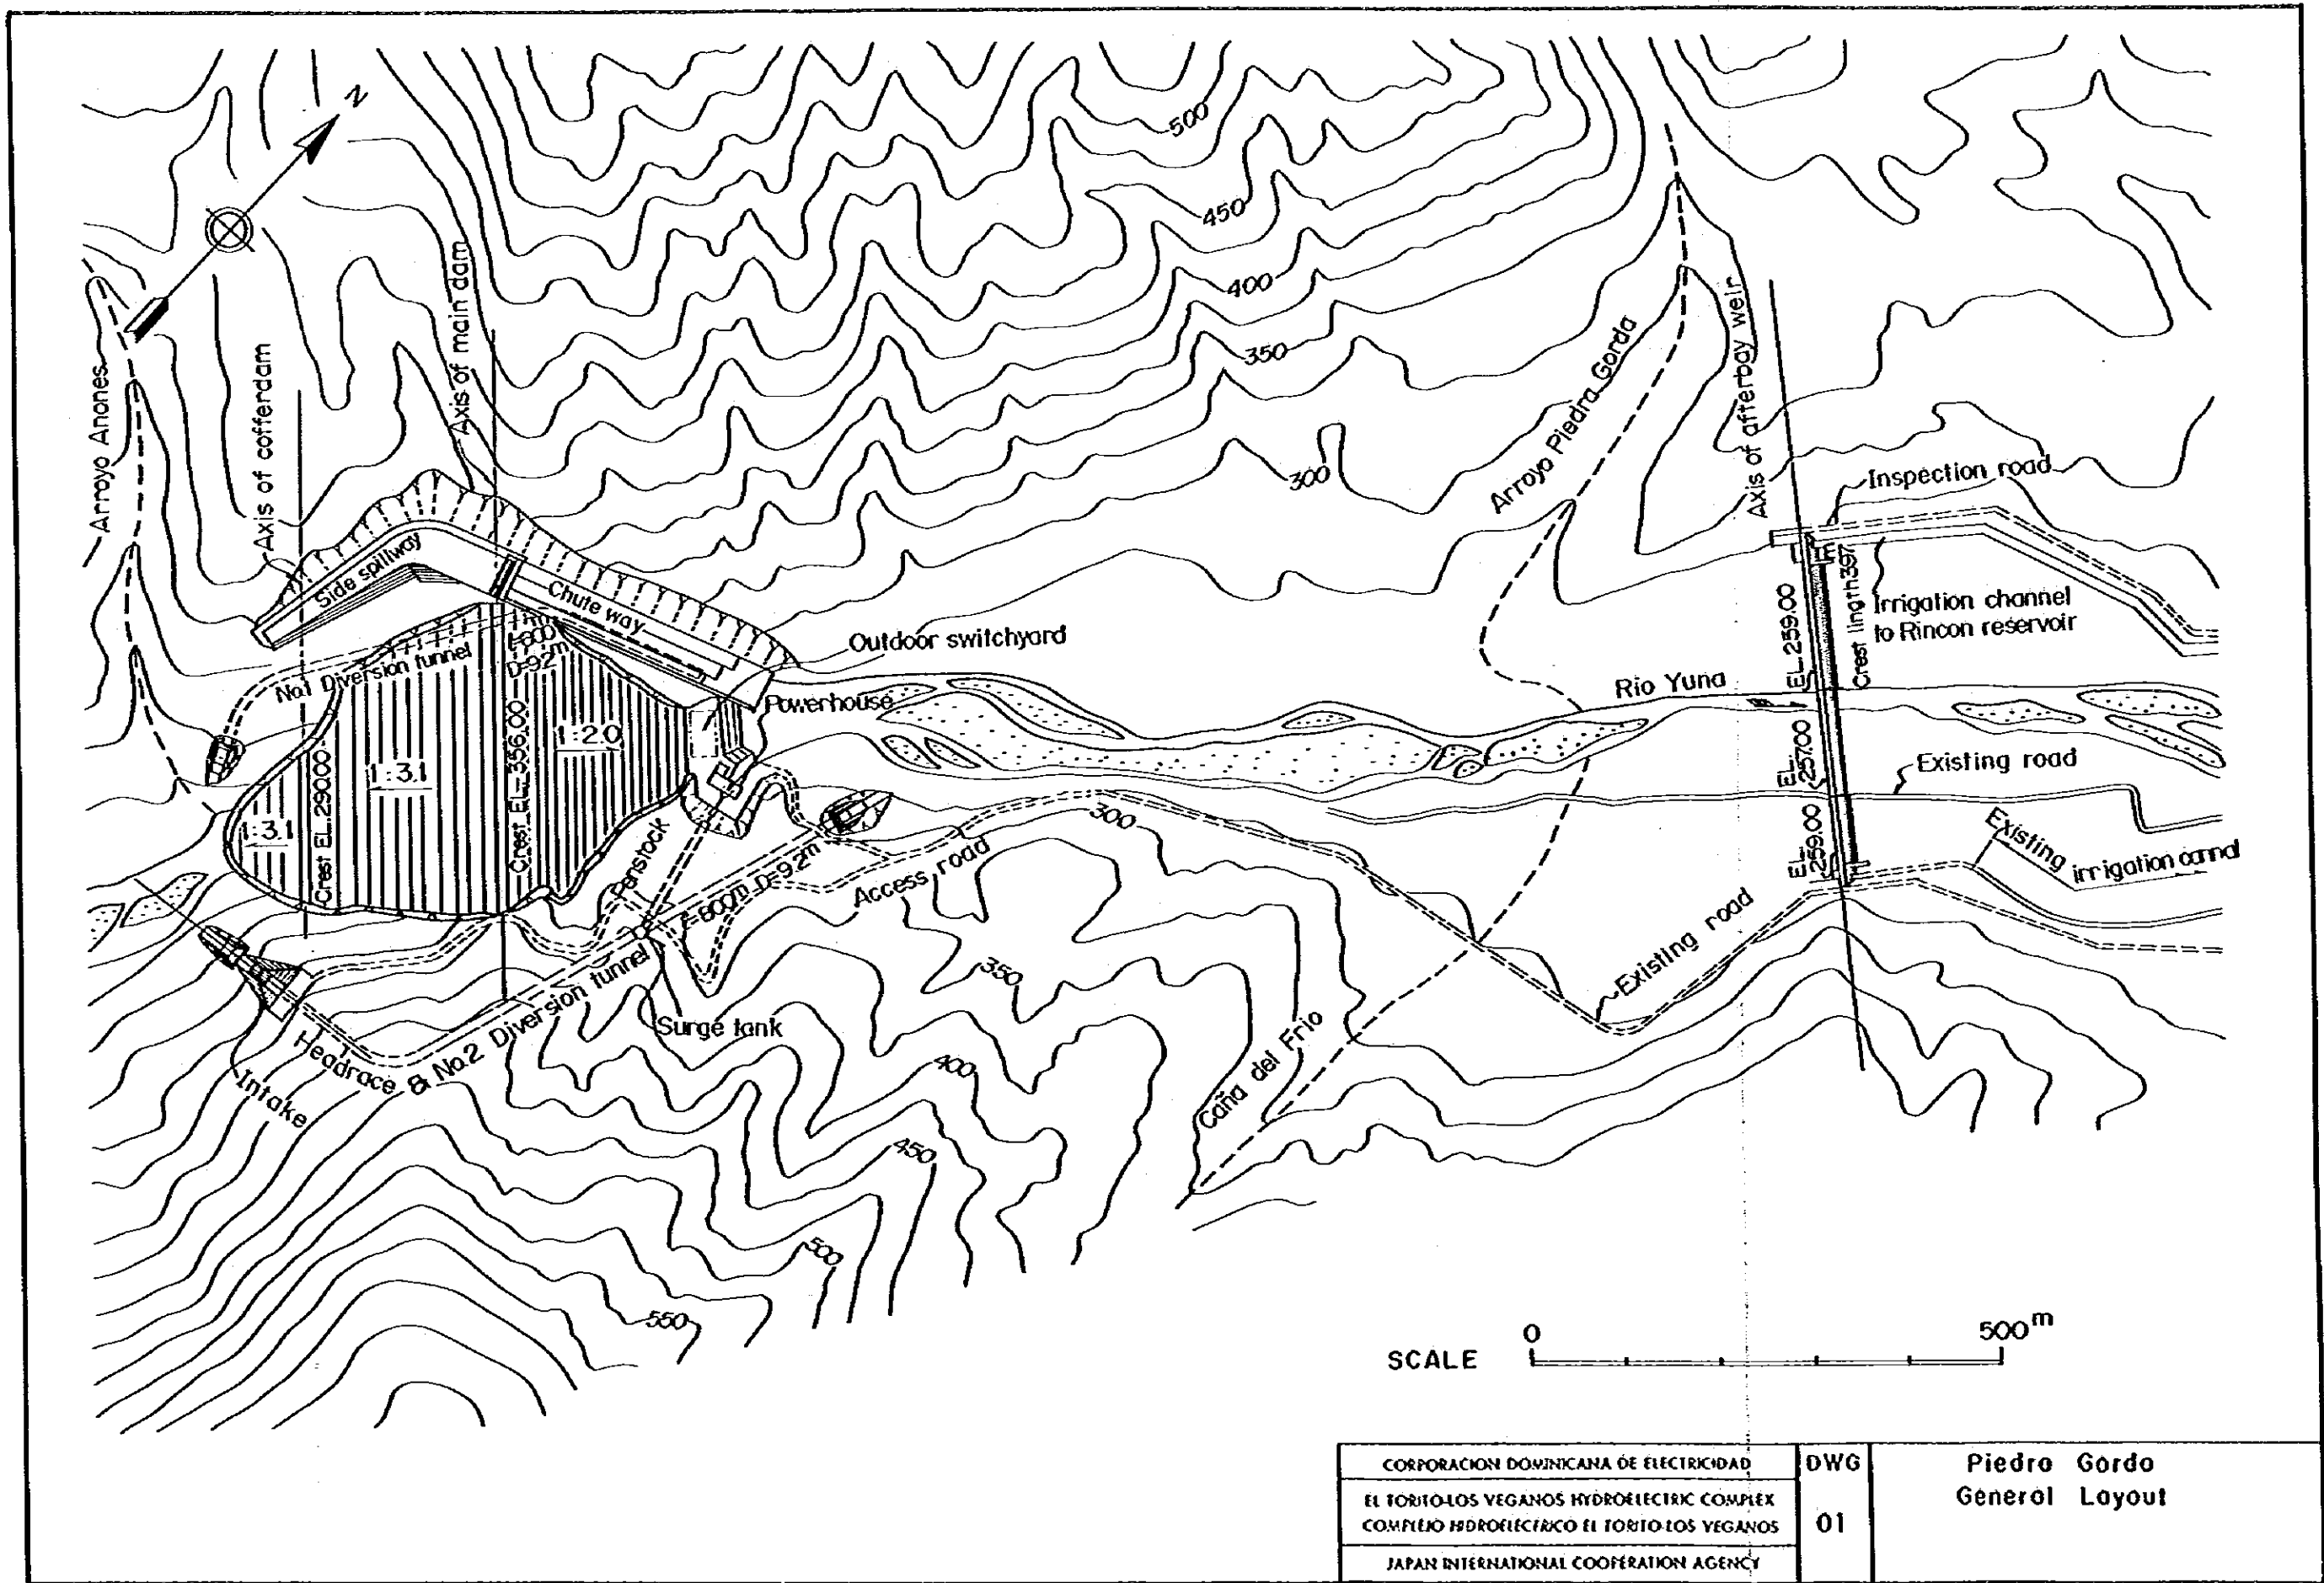 N
500
450
400
350
300
Arroyo Anones
Axis of cofferdam
Axis of main dam
Arroyo Piedra Gorda
Axis of afterbay weir
Inspection road
Side spillway
Chute way
No.1 Diversion tunnel
D=9.2m
Outdoor switchyard
Powerhouse
Rio Yuna
EL.259.00
Crest lingth397m
Irrigation channel
to Rincon reservoir
EL.
257.00
Existing road
EL.
259.00
Existing
irrigation cannal
1:3.1
Crest EL.290.00
1:3.1
Crest EL.356.00
1:2.0
Penstock
L=600m D=9.2m
Access road
300
Existing road
350
Surge tank
Headrace & No.2 Diversion tunnel
Intake
400
Caña del Frio
450
500
550
SCALE
0
500m
CORPORACION DOMINICANA DE ELECTRICIDAD
EL TORITO-LOS VEGANOS HYDROELECTRIC COMPLEX
COMPLEJO HIDROELECTRICO EL TORITO-LOS VEGANOS
JAPAN INTERNATIONAL COOPERATION AGENCY
DWG
01
Piedro Gordo
General Layout